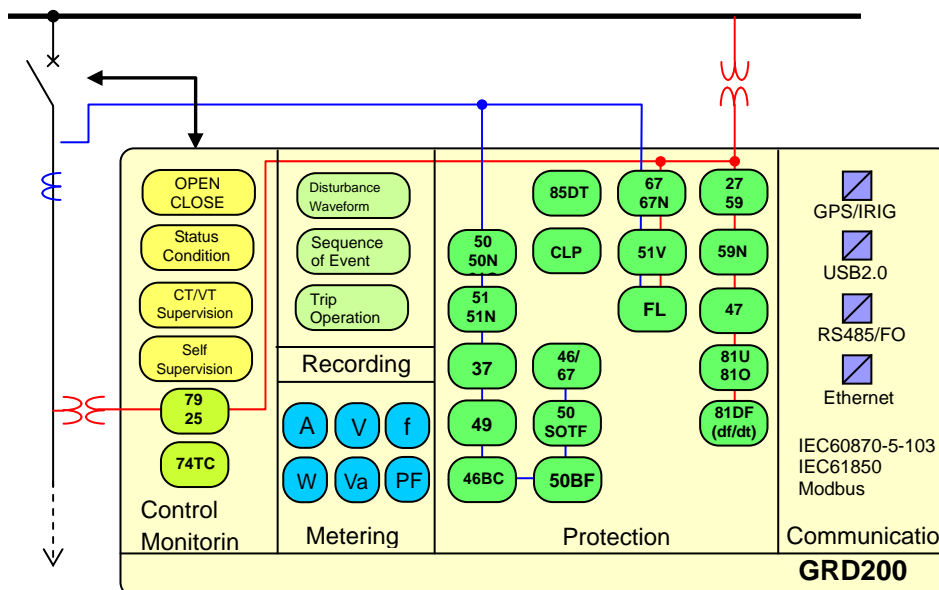 OPEN
CLOSE
Status
Condition
CT/VT
Supervision
Self
Supervision
79
25
74TC
Control
Monitorin
Disturbance
Waveform
Sequence
of Event
Trip
Operation
Recording
A V f
W Va PF
Metering
50
50N
51
51N
37
49
46BC
85DT
CLP
46/
67
50
SOTF
50BF
67
67N
51V
FL
27
59
59N
47
81U
81O
81DF
(df/dt)
Protection
GPS/IRIG
USB2.0
RS485/FO
Ethernet
IEC60870-5-103
IEC61850
Modbus
Communicatio
GRD200